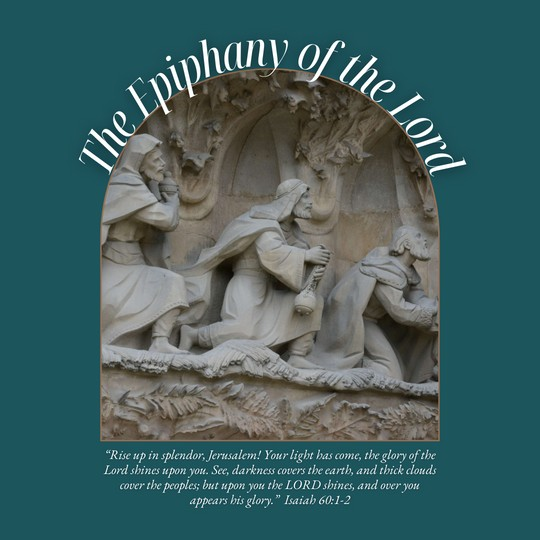 The Epiphany of the Lord
“Rise up in splendor, Jerusalem! Your light has come, the glory of the
Lord shines upon you. See, darkness covers the earth, and thick clouds
cover the peoples; but upon you the LORD shines, and over you
appears his glory.” Isaiah 60:1-2